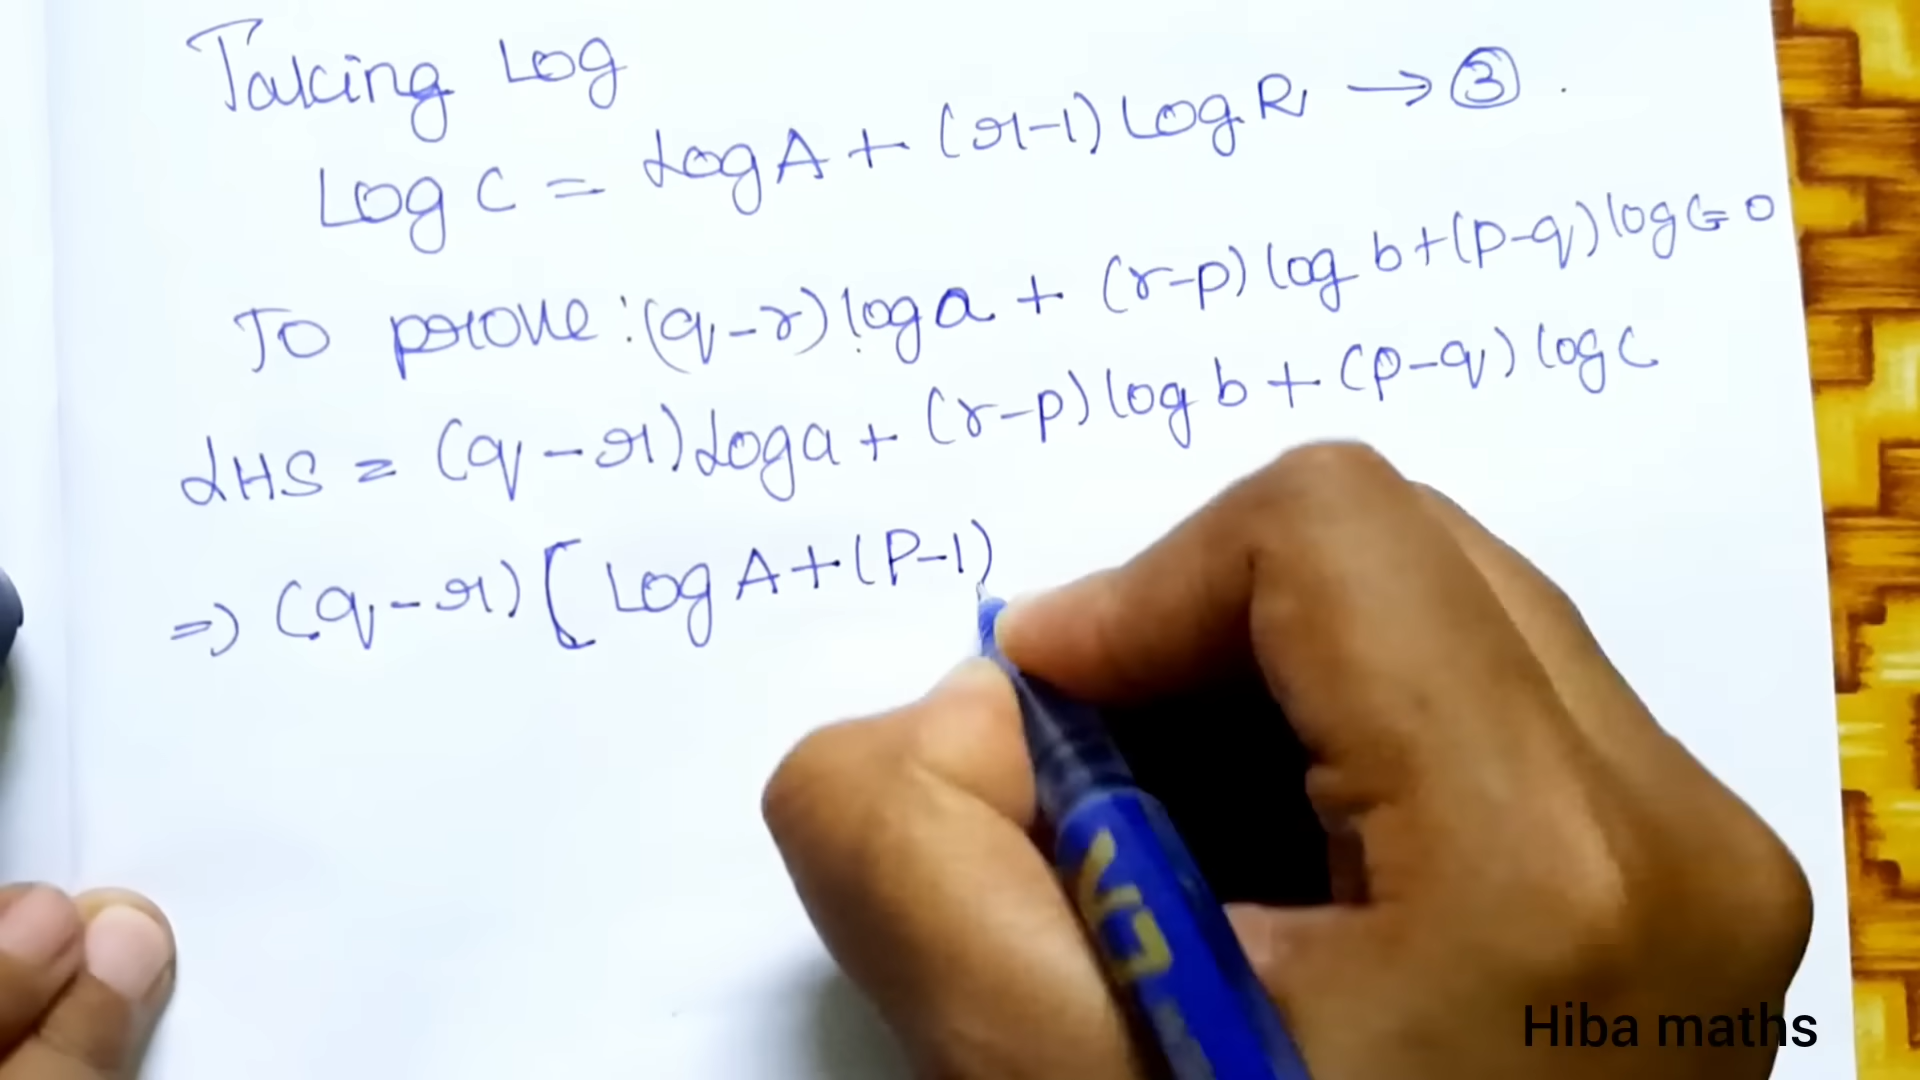 Taking Log
Log C = Log A + (r-1) Log R → ③.
To prove: (q-r) log a + (r-p) log b + (p-q) log C = 0
LHS = (q-r) Log a + (r-p) log b + (p-q) log c
⇒ (q-r) [Log A + (P-1)
Hiba maths